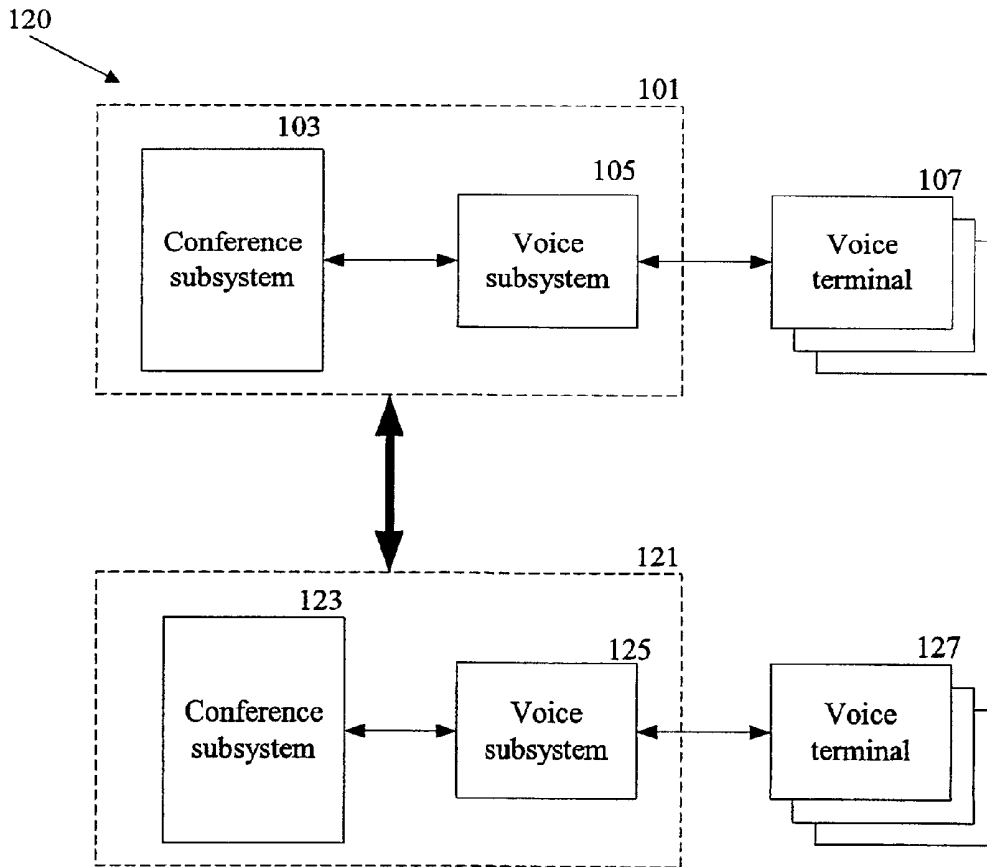 120
101
103
105
107
Conference
subsystem
Voice
subsystem
Voice
terminal
121
123
125
127
Conference
subsystem
Voice
subsystem
Voice
terminal